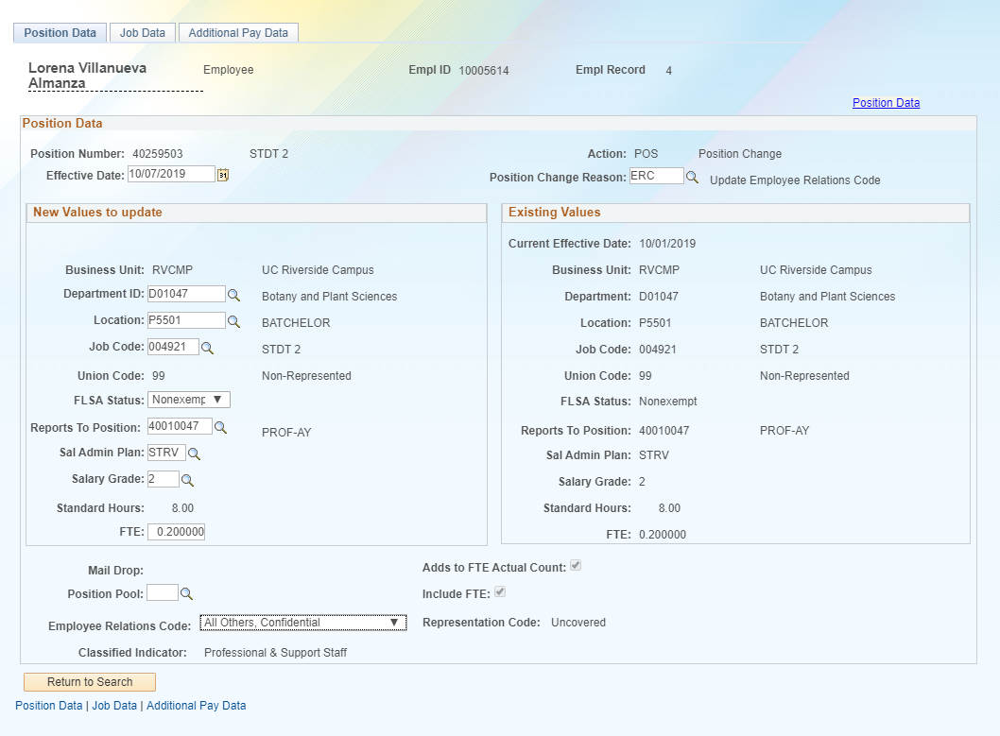 Position Data Job Data Additional Pay Data
Lorena Villanueva Almanza Employee Empl ID 10005614 Empl Record 4
Position Data
Position Data
Position Number: 40259503 STDT 2 Action: POS Position Change
Effective Date: 10/07/2019 31 Position Change Reason: ERC Update Employee Relations Code
New Values to update
Business Unit: RVCMP UC Riverside Campus
Department ID: D01047 Botany and Plant Sciences
Location: P5501 BATCHELOR
Job Code: 004921 STDT 2
Union Code: 99 Non-Represented
FLSA Status: Nonexemp
Reports To Position: 40010047 PROF-AY
Sal Admin Plan: STRV
Salary Grade: 2
Standard Hours: 8.00
FTE: 0.200000
Existing Values
Current Effective Date: 10/01/2019
Business Unit: RVCMP UC Riverside Campus
Department: D01047 Botany and Plant Sciences
Location: P5501 BATCHELOR
Job Code: 004921 STDT 2
Union Code: 99 Non-Represented
FLSA Status: Nonexempt
Reports To Position: 40010047 PROF-AY
Sal Admin Plan: STRV
Salary Grade: 2
Standard Hours: 8.00
FTE: 0.200000
Mail Drop: Adds to FTE Actual Count:
Position Pool: Include FTE:
Employee Relations Code: All Others, Confidential Representation Code: Uncovered
Classified Indicator: Professional & Support Staff
Return to Search
Position Data | Job Data | Additional Pay Data